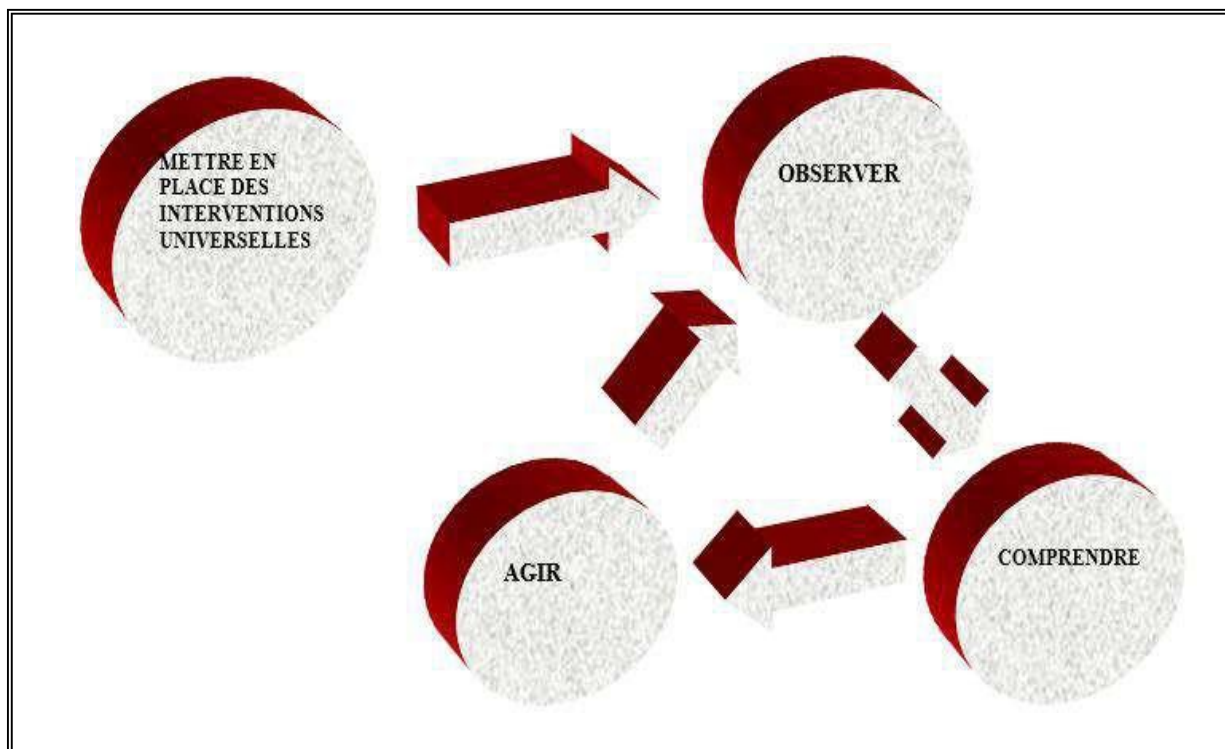 METTRE EN
PLACE DES
INTERVENTIONS
UNIVERSELLES
OBSERVER
AGIR
COMPRENDRE